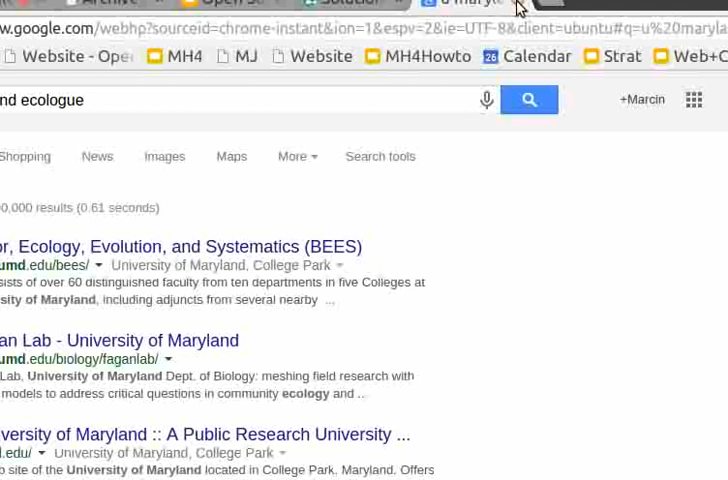 Archive Open S Solution u maryl
w.google.com/webhp?sourceid=chrome-instant&ion=1&espv=2&ie=UTF-8&client=ubuntu#q=u%20maryla
Website - Ope MH4 MJ Website MH4Howto 26 Calendar Strat Web+C
nd ecologue
+Marcin
Shopping News Images Maps More Search tools
00,000 results (0.61 seconds)
or, Ecology, Evolution, and Systematics (BEES)
umd.edu/bees/ University of Maryland, College Park
sists of over 60 distinguished faculty from ten departments in five Colleges at
sity of Maryland, including adjuncts from several nearby ...
an Lab - University of Maryland
umd.edu/biology/faganlab/
Lab, University of Maryland Dept. of Biology: meshing field research with
models to address critical questions in community ecology and ..
versity of Maryland :: A Public Research University ...
d.edu/ University of Maryland, College Park
b site of the University of Maryland located in College Park. Maryland. Offers